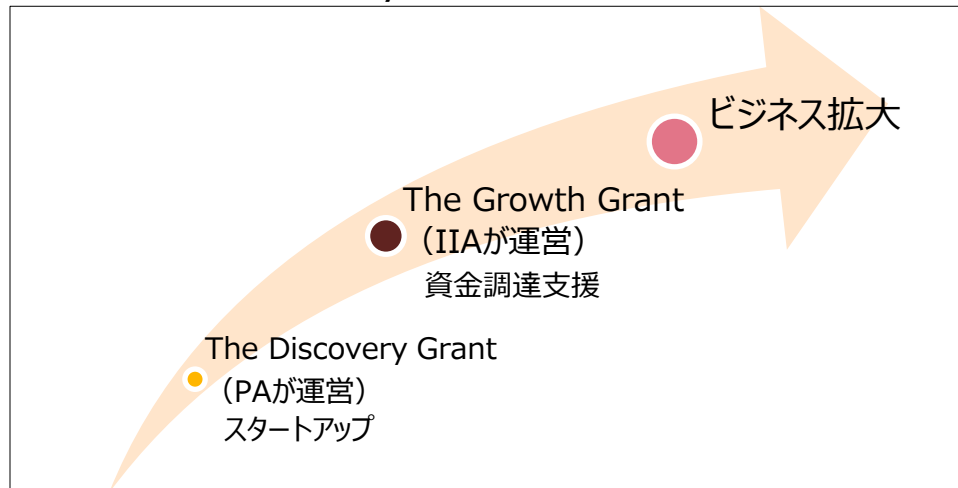 ビジネス拡大
The Growth Grant
（IIAが運営）
資金調達支援
The Discovery Grant
（PAが運営）
スタートアップ